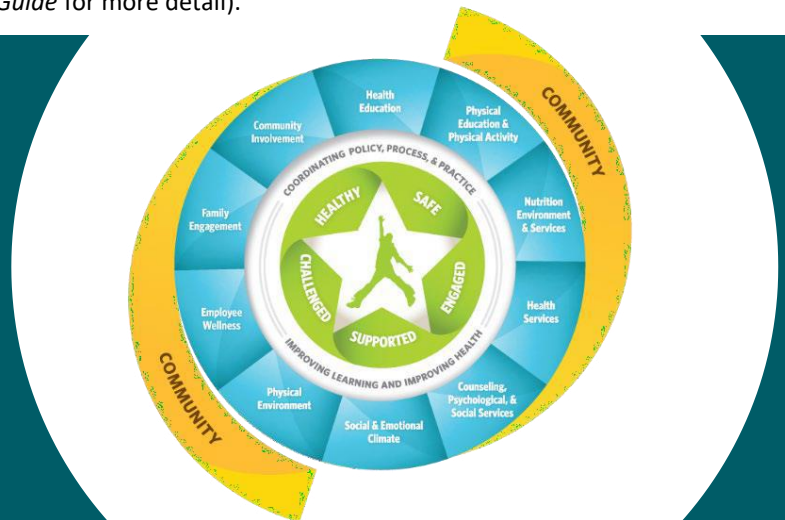 Guide for more detail).
COMMUNITY
Health
Education
Physical
Education &
Physical Activity
Nutrition
Environment
& Services
Health
Services
Counseling,
Psychological, &
Social Services
Social & Emotional
Climate
Physical
Environment
Employee
Wellness
Family
Engagement
Community
Involvement
COORDINATING POLICY, PROCESS, & PRACTICE
IMPROVING LEARNING AND IMPROVING HEALTH
HEALTHY
SAFE
ENGAGED
SUPPORTED
CHALLENGED
COMMUNITY